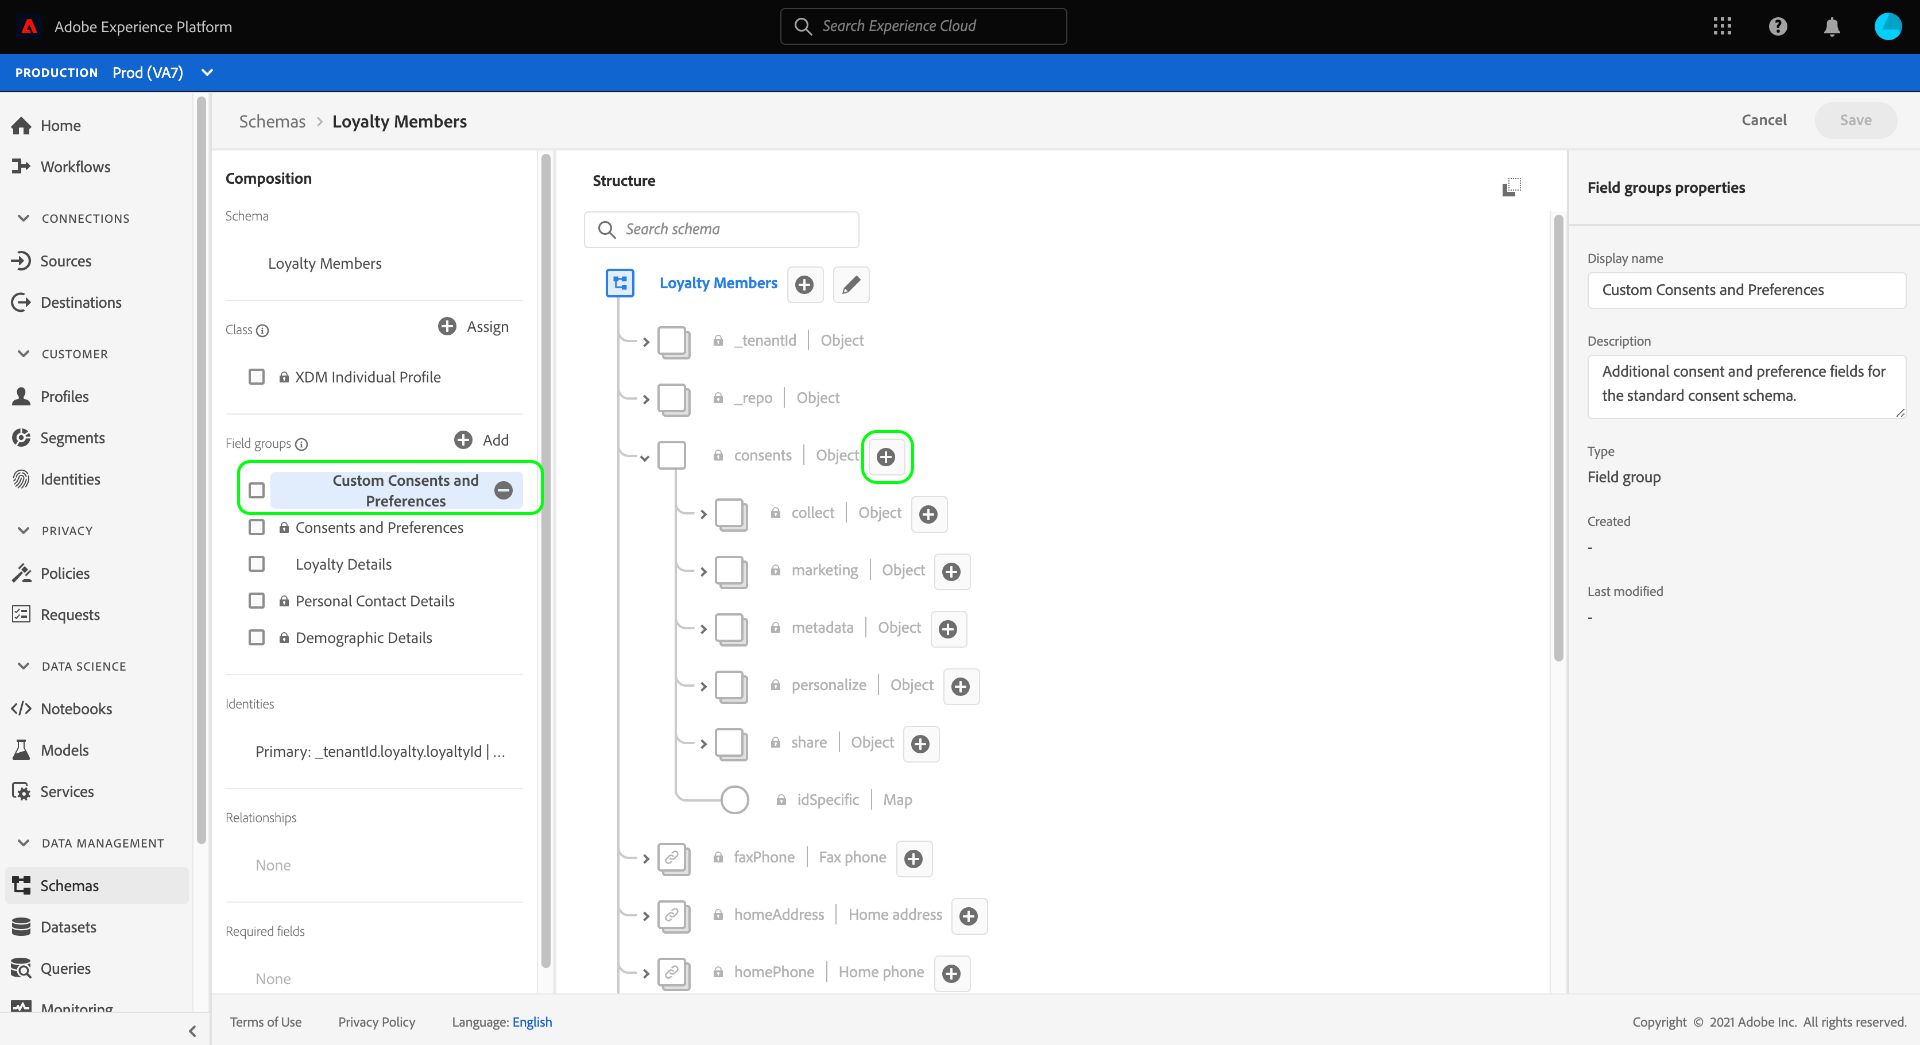 Adobe Experience Platform
Search Experience Cloud
PRODUCTION Prod (VA7)
Home
Workflows
CONNECTIONS
Sources
Destinations
CUSTOMER
Profiles
Segments
Identities
PRIVACY
Policies
Requests
DATA SCIENCE
Notebooks
Models
Services
DATA MANAGEMENT
Schemas
Datasets
Queries
Monitoring
Schemas > Loyalty Members
Cancel
Save
Composition
Schema
Loyalty Members
Class
Assign
XDM Individual Profile
Field groups
Add
Custom Consents and
Preferences
Consents and Preferences
Loyalty Details
Personal Contact Details
Demographic Details
Identities
Primary: _tenantId.loyalty.loyaltyId | ...
Relationships
None
Required fields
None
Structure
Search schema
Loyalty Members
_tenantId | Object
_repo | Object
consents | Object
collect | Object
marketing | Object
metadata | Object
personalize | Object
share | Object
idSpecific | Map
faxPhone | Fax phone
homeAddress | Home address
homePhone | Home phone
Field groups properties
Display name
Custom Consents and Preferences
Description
Additional consent and preference fields for
the standard consent schema.
Type
Field group
Created
-
Last modified
-
Terms of Use
Privacy Policy
Language: English
Copyright © 2021 Adobe Inc. All rights reserved.